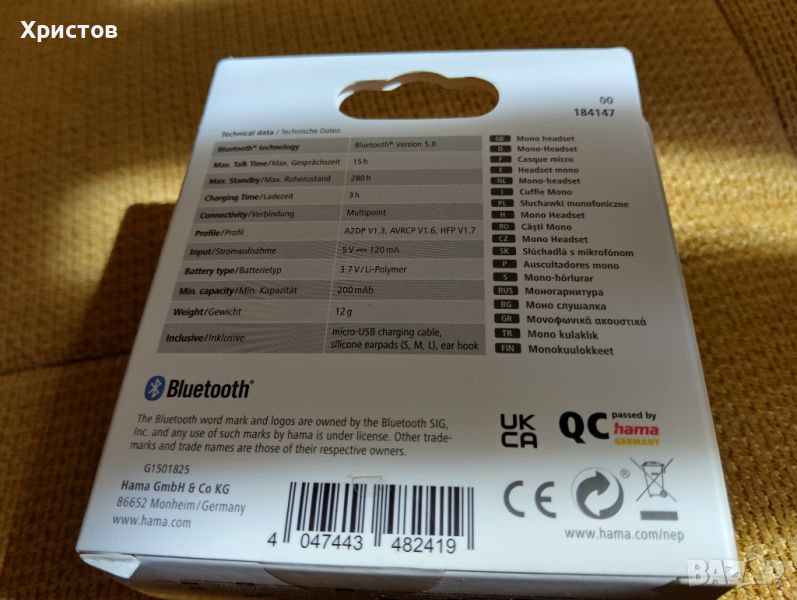 Христов
00
184147
Technical data / Technische Daten
Bluetooth® technology Bluetooth® Version 5.0
Max. Talk Time/Max. Gesprächszeit 15 h
Max. Standby/Max. Ruhezustand 280 h
Charging Time/Ladezeit 3 h
Connectivity/Verbindung Multipoint
Profile/Profil A2DP V1.3, AVRCP V1.6, HFP V1.7
Input/Stromaufnahme 5V⎓120 mA
Battery type/Batterietyp 3.7 V/Li-Polymer
Min. capacity/Min. Kapazität 200 mAh
Weight/Gewicht 12 g
Inclusive/Inklusive micro-USB charging cable,
silicone earpads (S, M, L), ear hook
GB Mono headset
D Mono-Headset
F Casque micro
E Headset mono
NL Mono-headset
I Cuffie Mono
PL Słuchawki monofoniczne
H Mono Headset
RO Căști Mono
CZ Mono Headset
SK Slúchadlá s mikrofónom
P Auscultadores mono
S Mono-hörlurar
RUS Моногарнитура
BG Моно слушалка
GR Μονοφωνικά ακουστικά
TR Mono kulaklık
FIN Monokuulokkeet
Bluetooth®
The Bluetooth word mark and logos are owned by the Bluetooth SIG,
Inc. and any use of such marks by hama is under license. Other trade-
marks and trade names are those of their respective owners.
G1501825
Hama GmbH & Co KG
86652 Monheim/Germany
www.hama.com
4 047443 482419
UK
CA
QC passed by
hama
GERMANY
CE
www.hama.com/nep
BAZAR